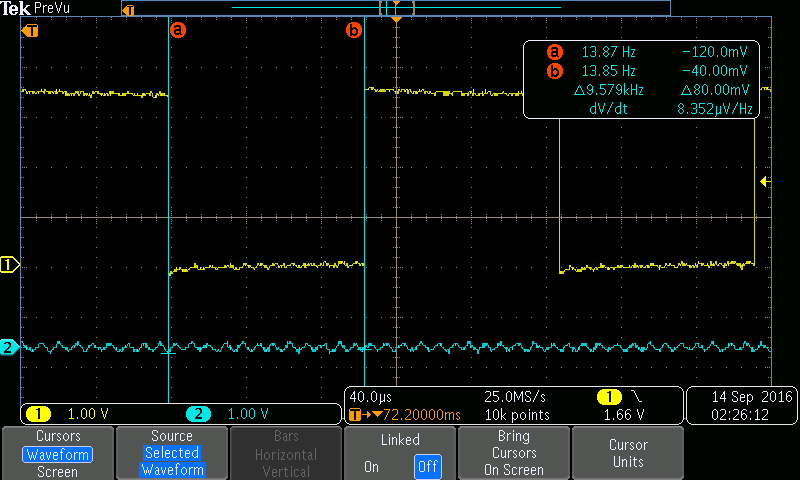 Tek PreVu
T
T
a
b
a 13.87 Hz −120.0mV
b 13.85 Hz −40.00mV
Δ9.579kHz Δ80.00mV
dV/dt 8.352µV/Hz
1
2
1 1.00 V 2 1.00 V
40.0µs 25.0MS/s 1
T→▼72.20000ms 10k points 1.66 V
14 Sep 2016
02:26:12
Cursors
Waveform
Screen
Source
Selected
Waveform
Bars
Horizontal
Vertical
Linked
On Off
Bring
Cursors
On Screen
Cursor
Units